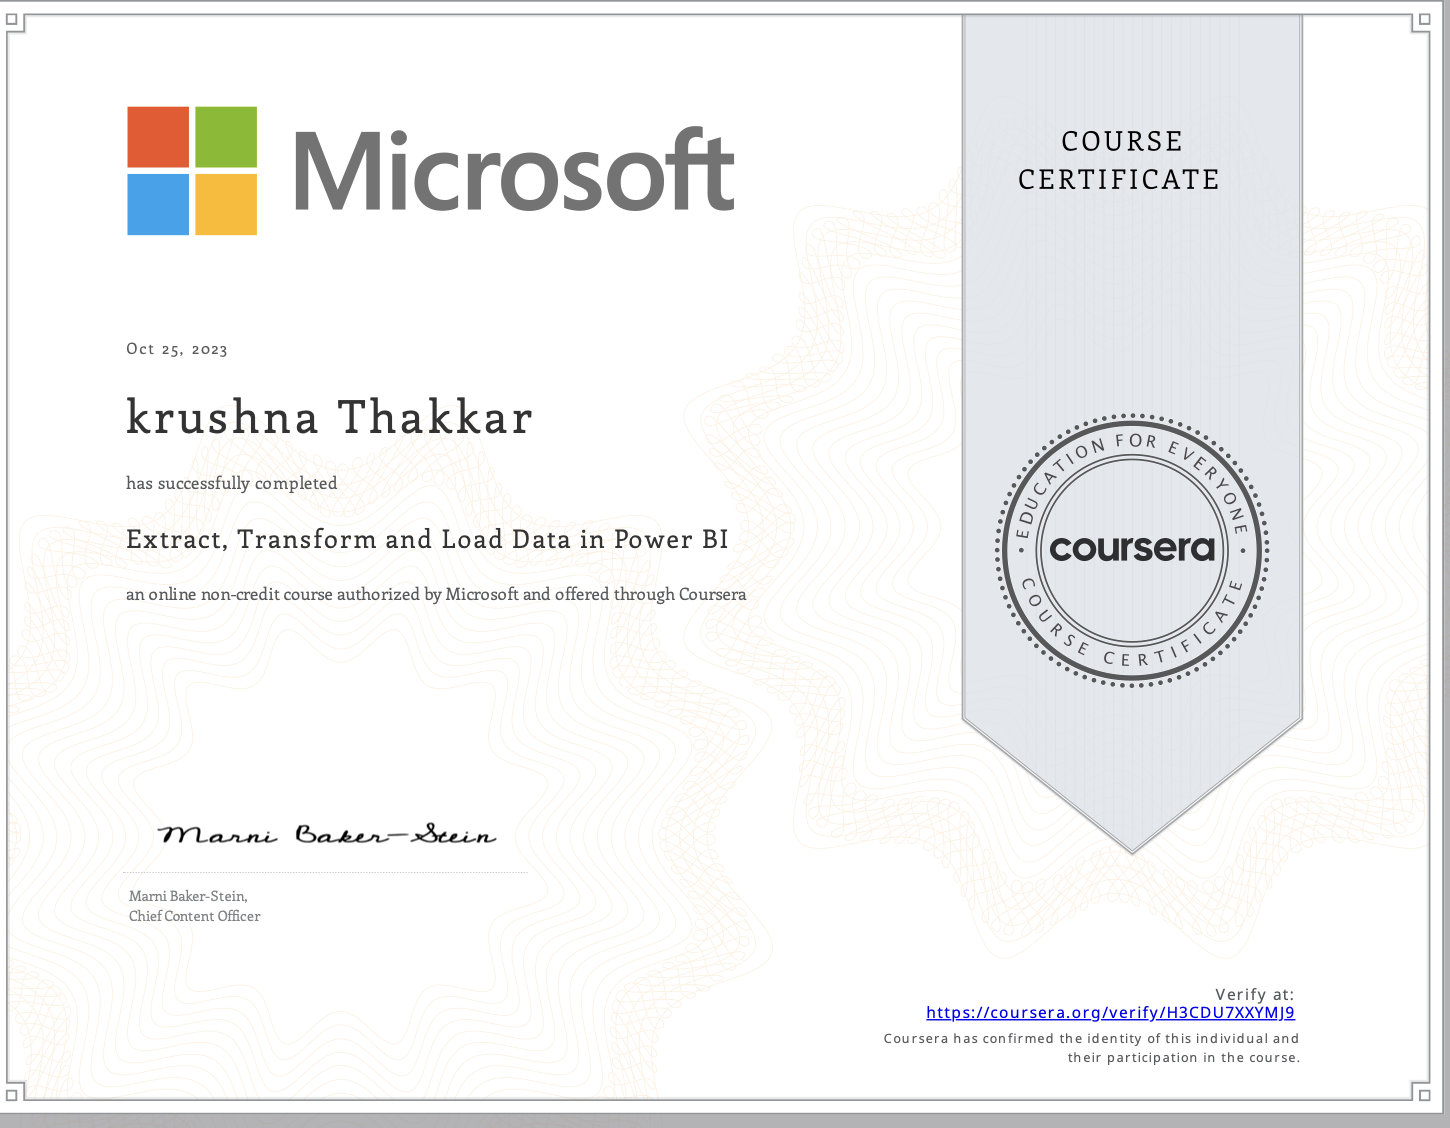 Microsoft
COURSE
CERTIFICATE
Oct 25, 2023
krushna Thakkar
has successfully completed
Extract, Transform and Load Data in Power BI
an online non-credit course authorized by Microsoft and offered through Coursera
EDUCATION FOR EVERYONE
coursera
COURSE CERTIFICATE
Marni Baker-Stein
Marni Baker-Stein,
Chief Content Officer
Verify at:
https://coursera.org/verify/H3CDU7XXYMJ9
Coursera has confirmed the identity of this individual and
their participation in the course.